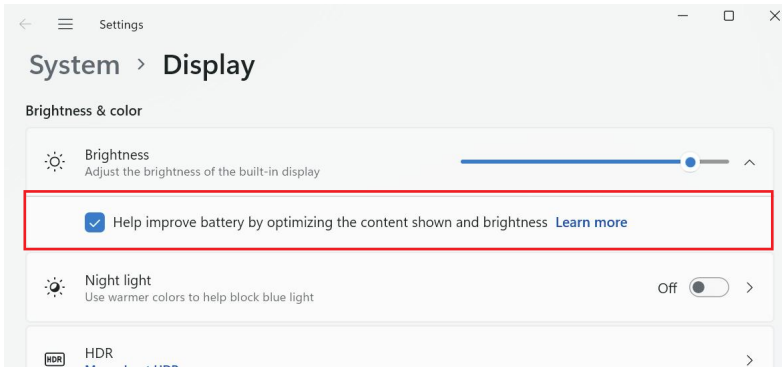 Settings
System > Display
Brightness & color
Brightness
Adjust the brightness of the built-in display
Help improve battery by optimizing the content shown and brightness Learn more
Night light
Off
Use warmer colors to help block blue light
HDR
HDR